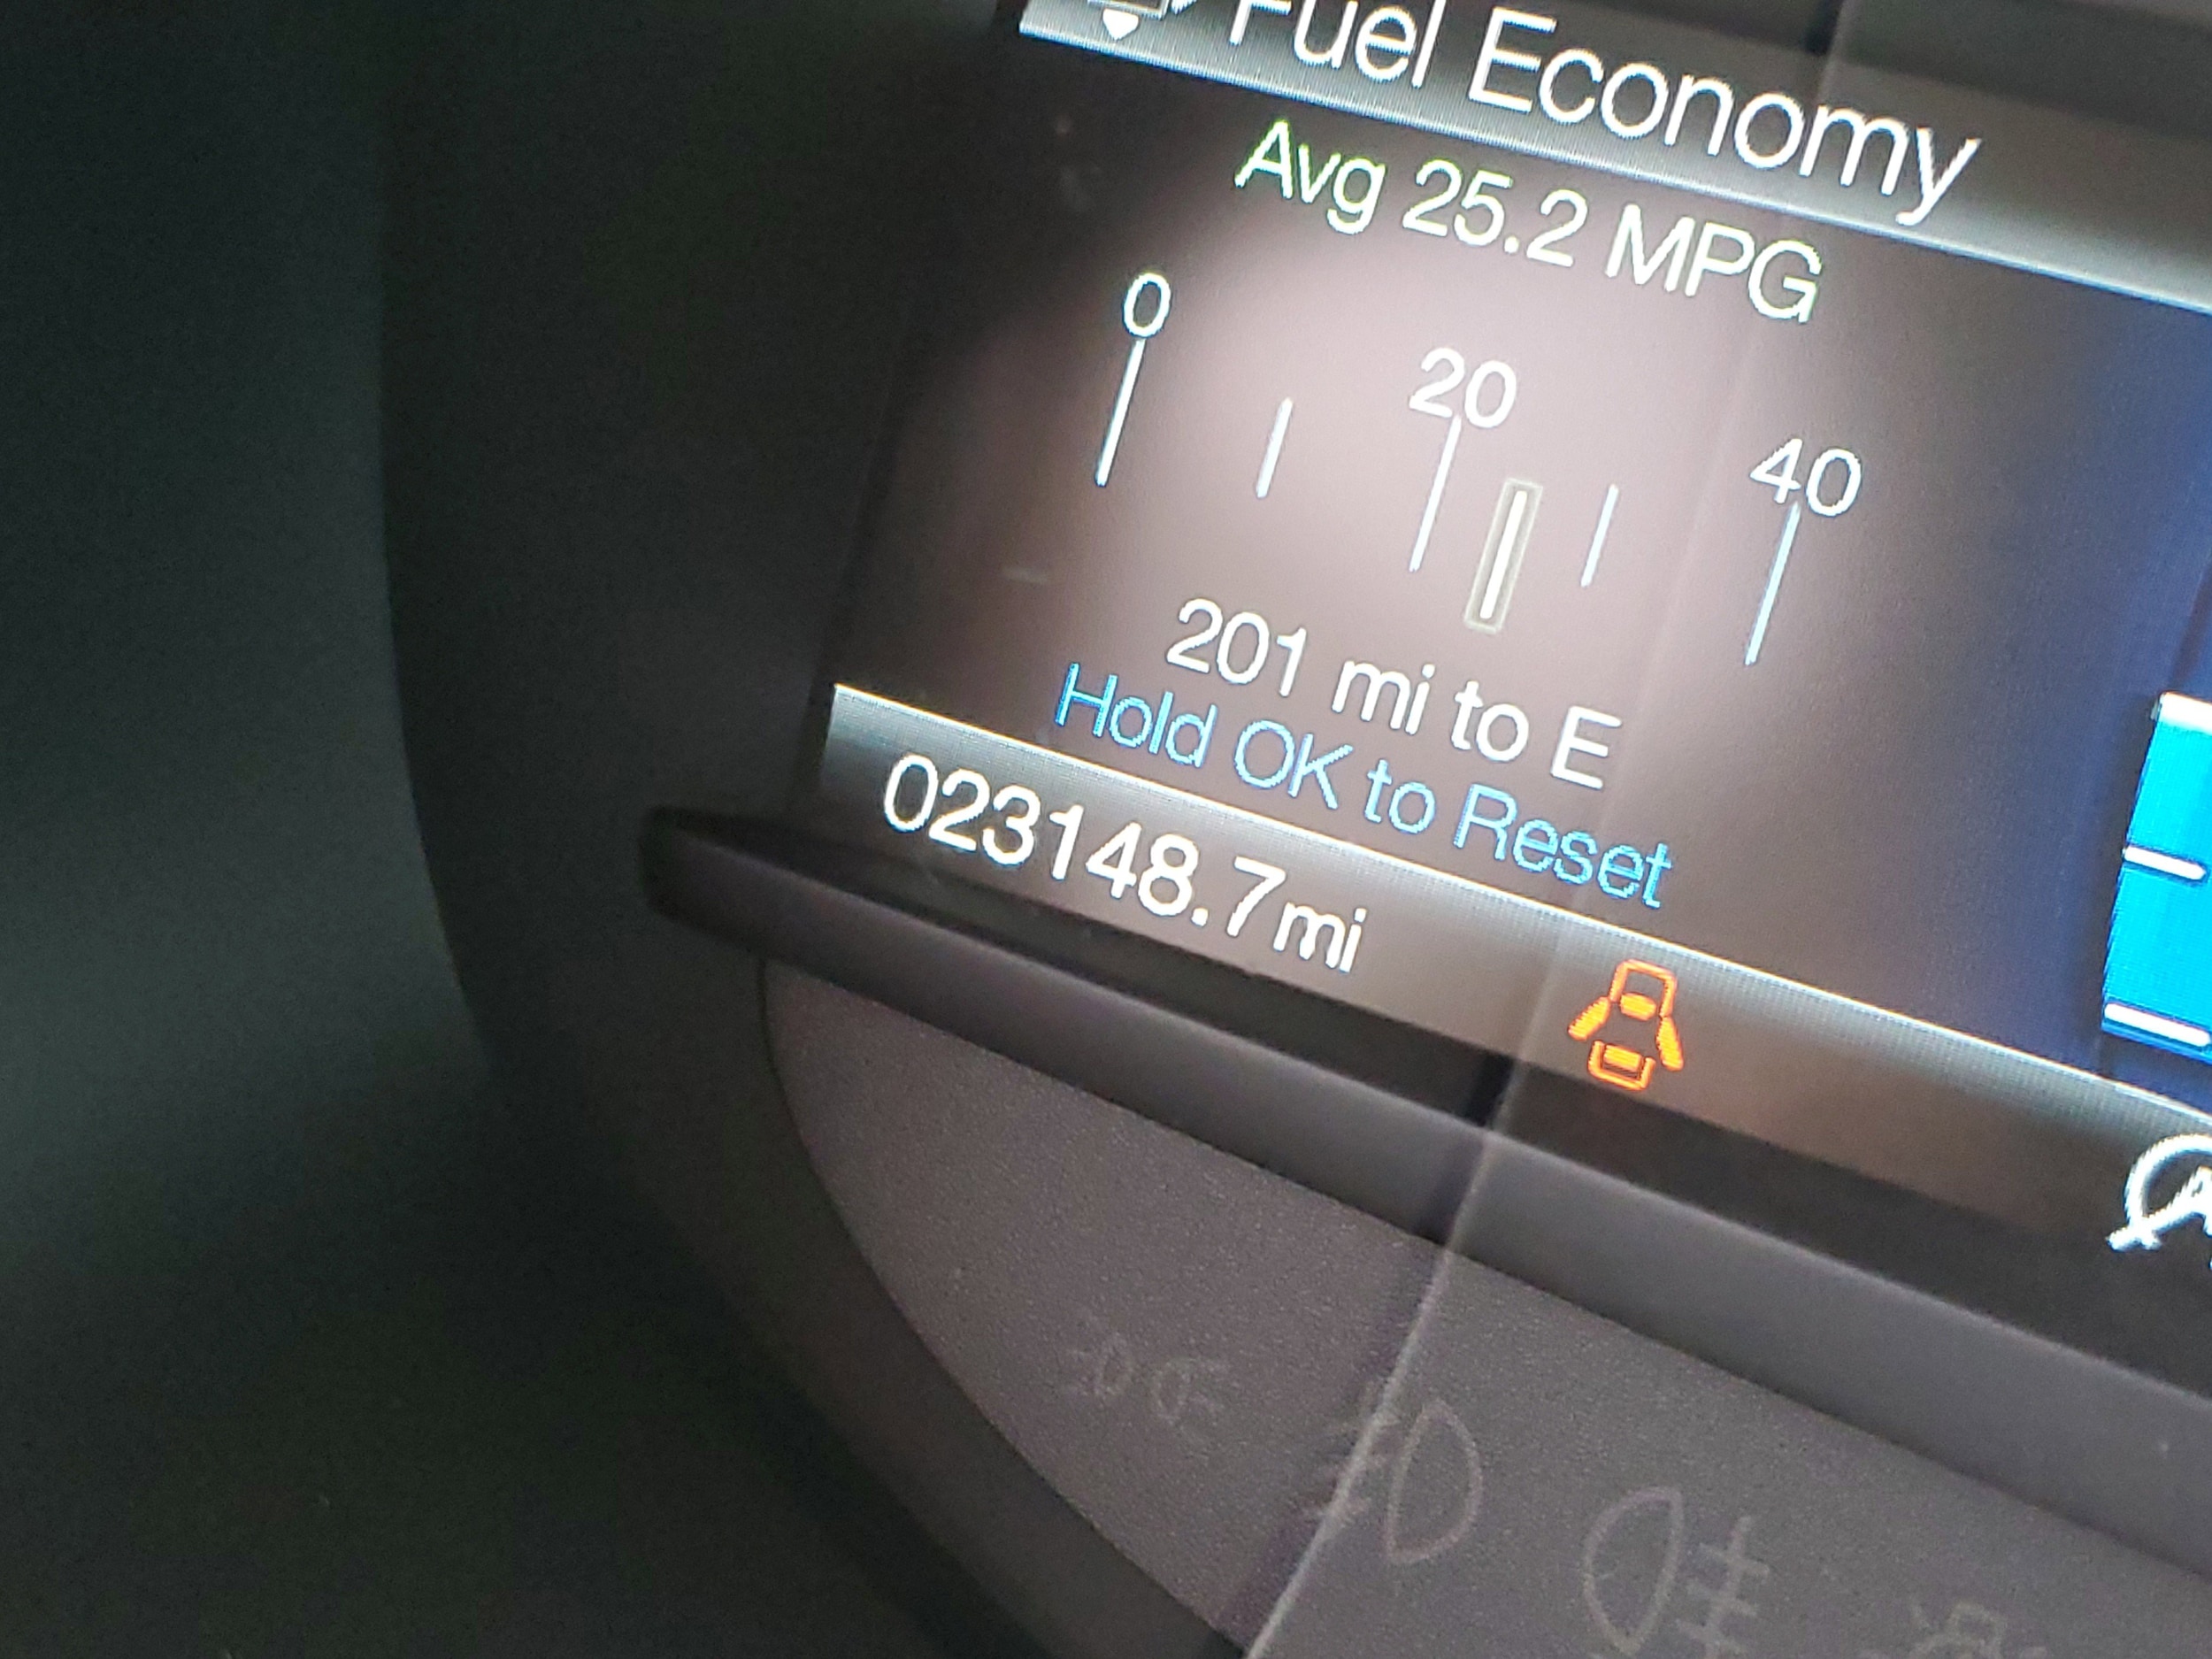 Fuel Economy
Avg 25.2 MPG
0 20 40
201 mi to E
Hold OK to Reset
023148.7mi